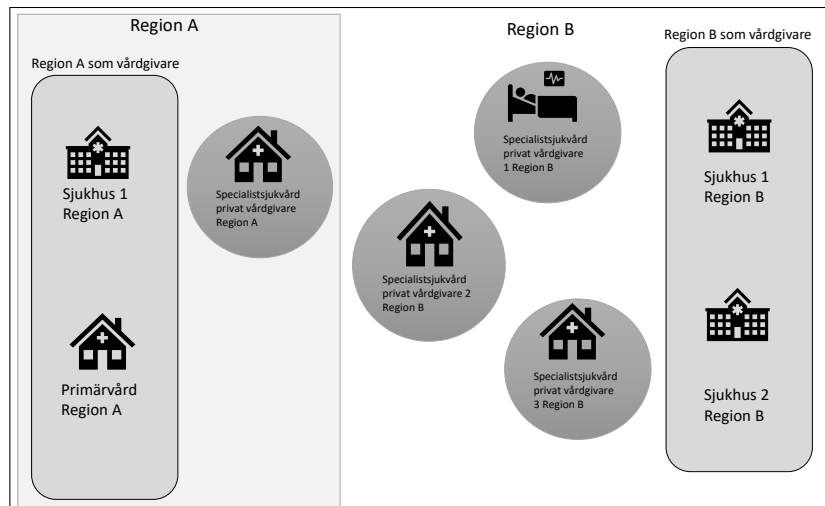 Region A
Region A som vårdgivare
Sjukhus 1
Region A
Primärvård
Region A
Specialistsjukvård
privat vårdgivare
Region A
Region B
Specialistsjukvård
privat vårdgivare
1 Region B
Specialistsjukvård
privat vårdgivare 2
Region B
Specialistsjukvård
privat vårdgivare
3 Region B
Region B som vårdgivare
Sjukhus 1
Region B
Sjukhus 2
Region B